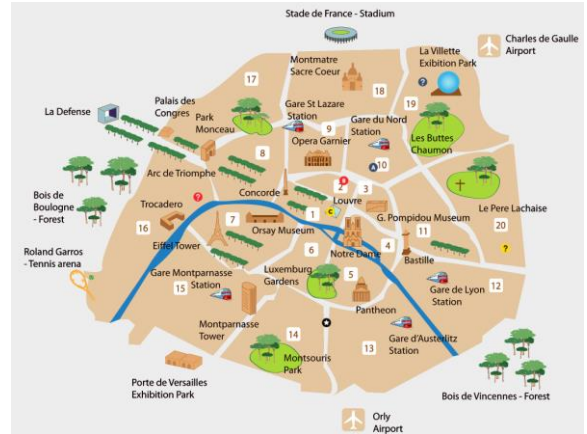 Stade de France - Stadium
Charles de Gaulle
Airport
Montmatre
Sacre Coeur
La Villette
Exibition Park
17
18
19
La Defense
Palais des
Congres
Park
Monceau
Gare St Lazare
Station
Gare du Nord
Station
9
Opera Garnier
Les Buttes
Chaumon
8
A
10
Arc de Triomphe
Concorde
2
3
Louvre
Le Pere Lachaise
Bois de
Boulogne
- Forest
Trocadero
?
1
C
G. Pompidou Museum
16
7
Orsay Museum
11
20
Eiffel Tower
6
Notre Dame
4
Bastille
?
Roland Garros
- Tennis arena
Gare Montparnasse
Station
15
Luxemburg
Gardens
5
Gare de Lyon
Station
12
Pantheon
Montparnasse
Tower
14
Gare d'Austerlitz
Station
13
Montsouris
Park
Porte de Versailles
Exhibition Park
Bois de Vincennes - Forest
Orly
Airport